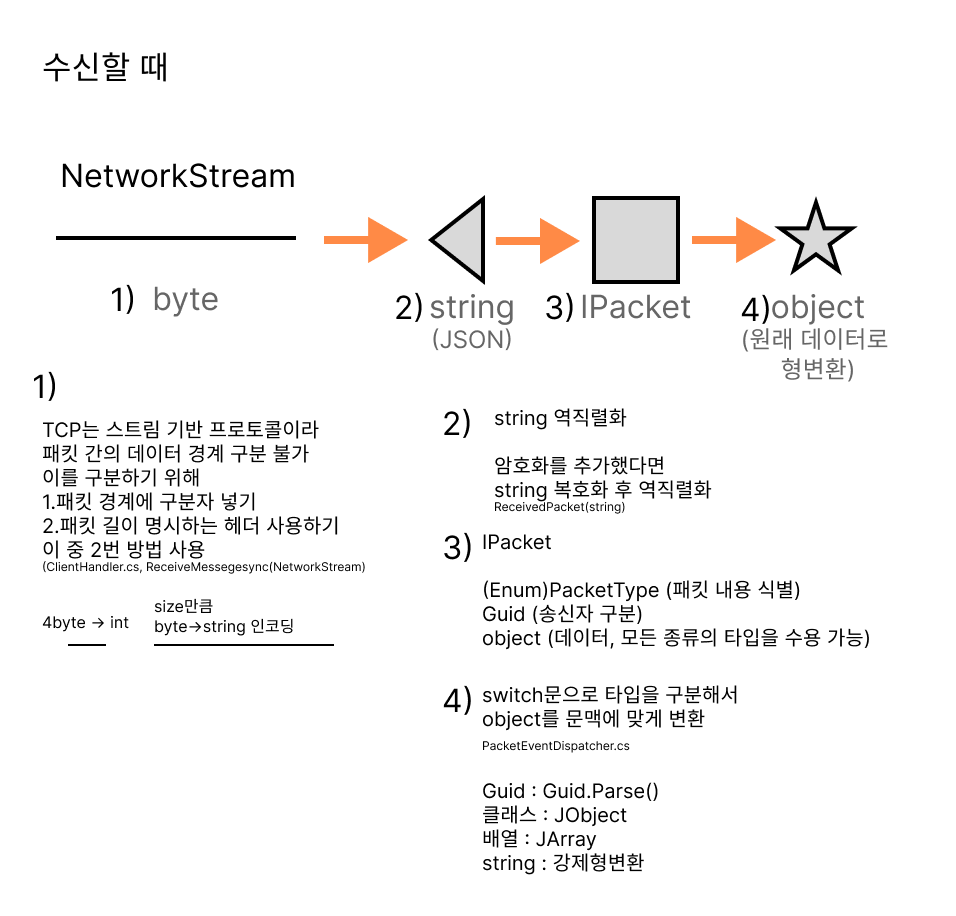 수신할 때
NetworkStream
1) byte
2) string
(JSON)
3) IPacket
4)object
(원래 데이터로
형변환)
1)
TCP는 스트림 기반 프로토콜이라
패킷 간의 데이터 경계 구분 불가
이를 구분하기 위해
1.패킷 경계에 구분자 넣기
2.패킷 길이 명시하는 헤더 사용하기
이 중 2번 방법 사용
(ClientHandler.cs, ReceiveMessegesync(NetworkStream)
4byte → int
size만큼
byte→string 인코딩
2) string 역직렬화
암호화를 추가했다면
string 복호화 후 역직렬화
ReceivedPacket(string)
3) IPacket
(Enum)PacketType (패킷 내용 식별)
Guid (송신자 구분)
object (데이터, 모든 종류의 타입을 수용 가능)
4) switch문으로 타입을 구분해서
object를 문맥에 맞게 변환
PacketEventDispatcher.cs
Guid : Guid.Parse()
클래스 : JObject
배열 : JArray
string : 강제형변환